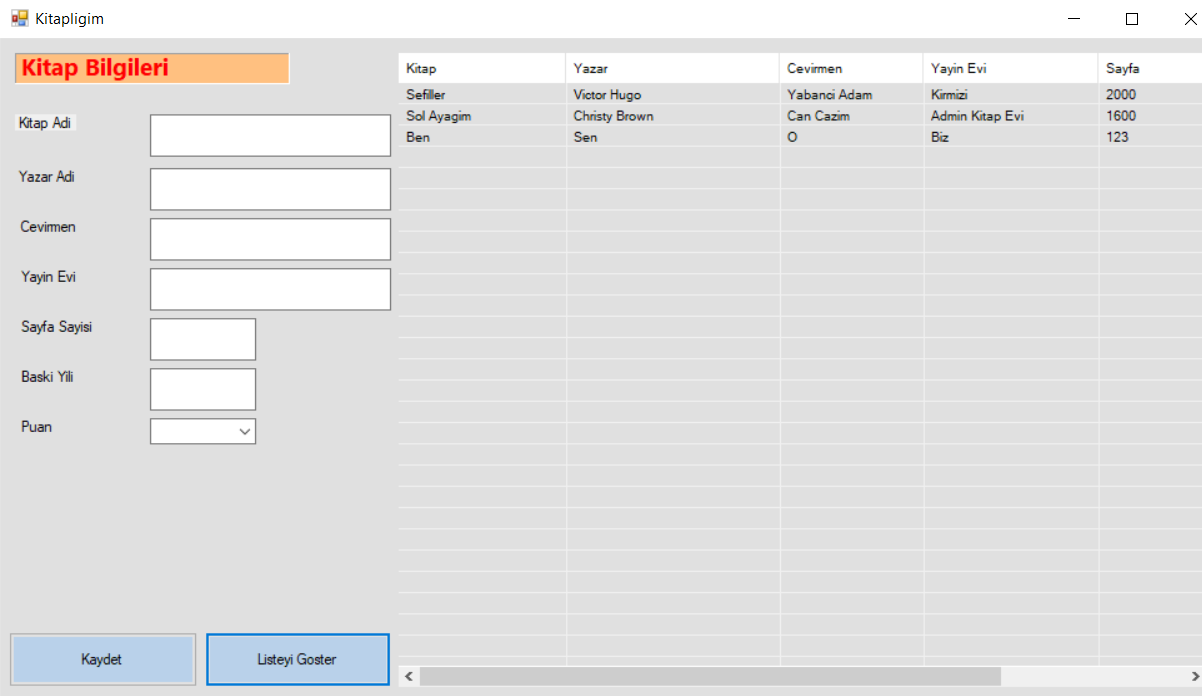 Kitapligim
Kitap Bilgileri
Kitap Adi
Yazar Adi
Cevirmen
Yayin Evi
Sayfa Sayisi
Baski Yili
Puan
Kaydet
Listeyi Goster
Kitap Yazar Cevirmen Yayin Evi Sayfa
Sefiller Victor Hugo Yabanci Adam Kirmizi 2000
Sol Ayagim Christy Brown Can Cazim Admin Kitap Evi 1600
Ben Sen O Biz 123